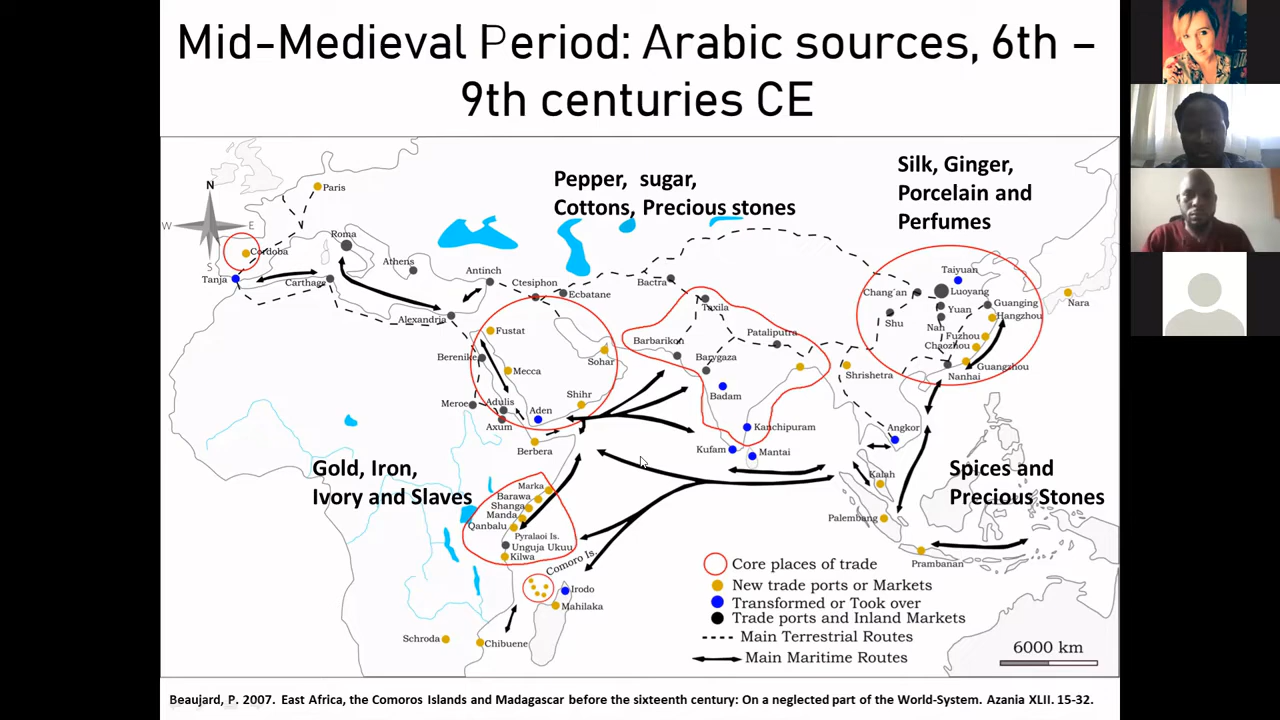 Mid-Medieval Period: Arabic sources, 6th –
9th centuries CE
Silk, Ginger,
Porcelain and
Perfumes
Pepper, sugar,
Cottons, Precious stones
N
W
E
S
Paris
Roma
Cordoba
Athens
Tanja
Carthage
Antinch
Ctesiphon
Ecbatane
Alexandria
Bactra
Taxila
Taiyuan
Chang'an
Luoyang
Nara
Yuan
Guanging
Hangzhou
Shu
Nan
Fuzhou
Chaozhou
Guangzhou
Nanhai
Fustat
Barbarikon
Pataliputra
Berenike
Sohar
Barygaza
Mecca
Shrishetra
Badam
Meroe
Adulis
Shihr
Aden
Axum
Kanchipuram
Angkor
Berbera
Kufam
Mantai
Gold, Iron,
Ivory and Slaves
Spices and
Precious Stones
Kalah
Marka
Barawa
Shanga
Manda
Qanbalu
Palembang
Pyralaoi Is.
Unguja Ukuu
Kilwa
Comoro Is.
Prambanan
Irodo
Mahilaka
Schroda
Chibuene
Core places of trade
New trade ports or Markets
Transformed or Took over
Trade ports and Inland Markets
Main Terrestrial Routes
Main Maritime Routes
6000 km
Beaujard, P. 2007. East Africa, the Comoros Islands and Madagascar before the sixteenth century: On a neglected part of the World-System. Azania XLII. 15-32.